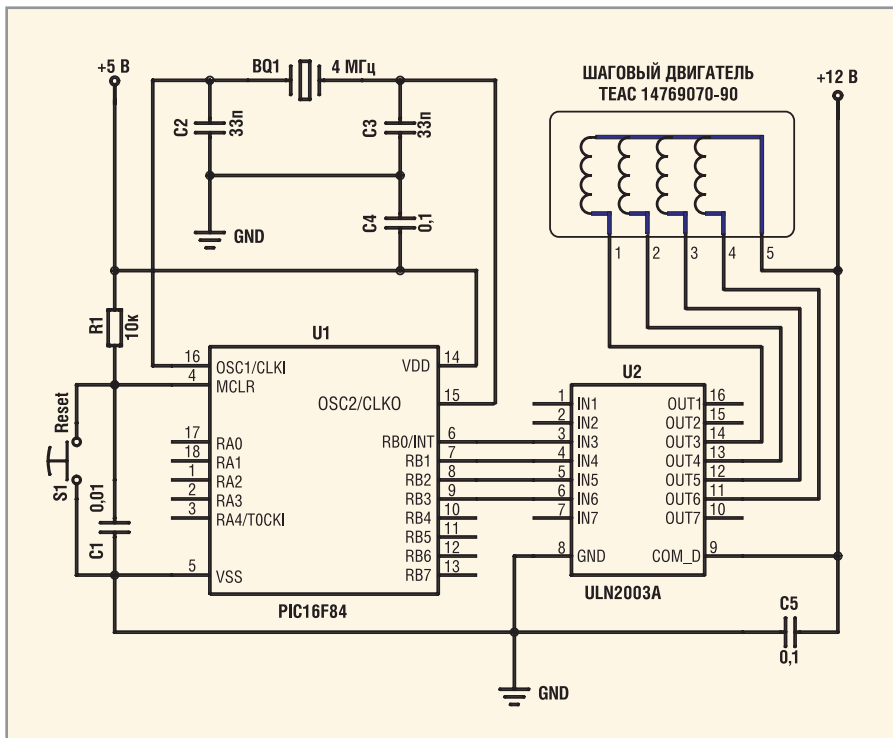 +5 В
BQ1
4 МГц
C2
33п
C3
33п
C4
0,1
GND
ШАГОВЫЙ ДВИГАТЕЛЬ
TEAC 14769070-90
+12 В
1
2
3
4
5
R1
10к
Reset
S1
0,01
C1
U1
16
OSC1/CLKI
4
MCLR
17
RA0
18
RA1
1
RA2
2
RA3
3
RA4/T0CKI
5
VSS
VDD
14
OSC2/CLKO
15
RB0/INT
6
RB1
7
RB2
8
RB3
9
RB4
10
RB5
11
RB6
12
RB7
13
PIC16F84
U2
1
IN1
2
IN2
3
IN3
4
IN4
5
IN5
6
IN6
7
IN7
8
GND
OUT1
16
OUT2
15
OUT3
14
OUT4
13
OUT5
12
OUT6
11
OUT7
10
COM_D
9
ULN2003A
C5
0,1
GND